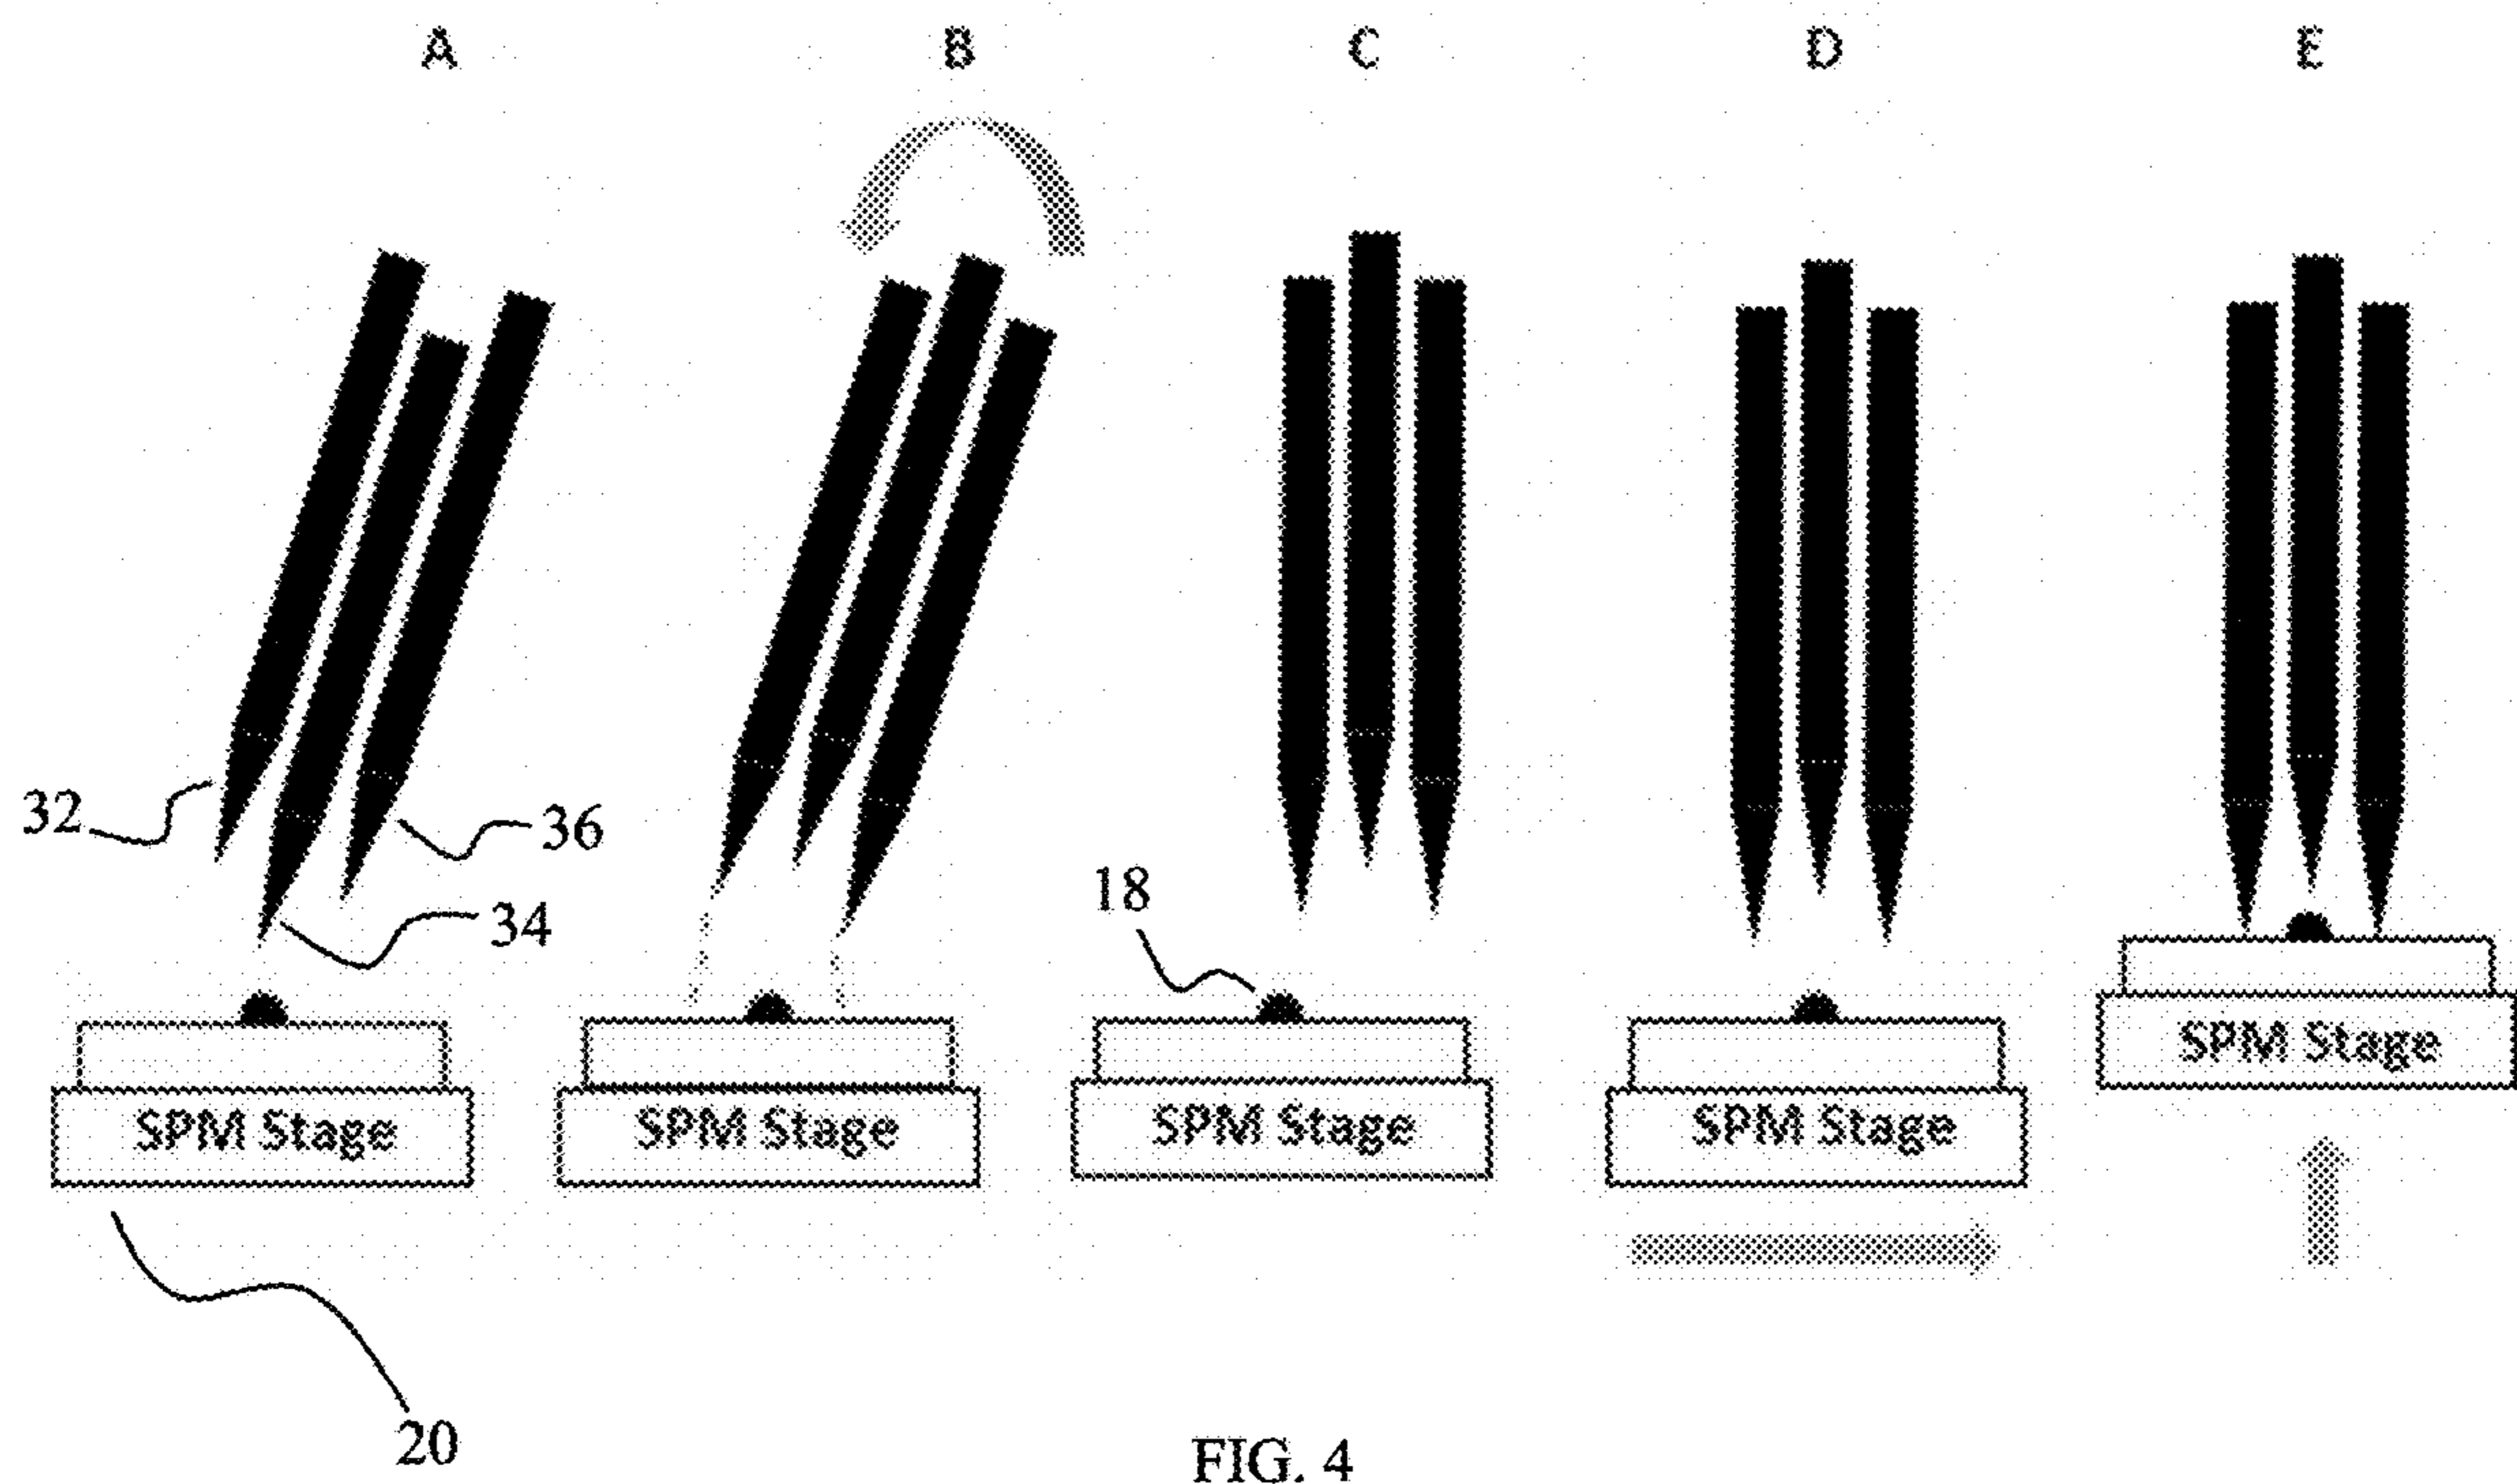 A B C D E
32
36
34
18
SPM Stage SPM Stage SPM Stage SPM Stage SPM Stage
20
FIG. 4